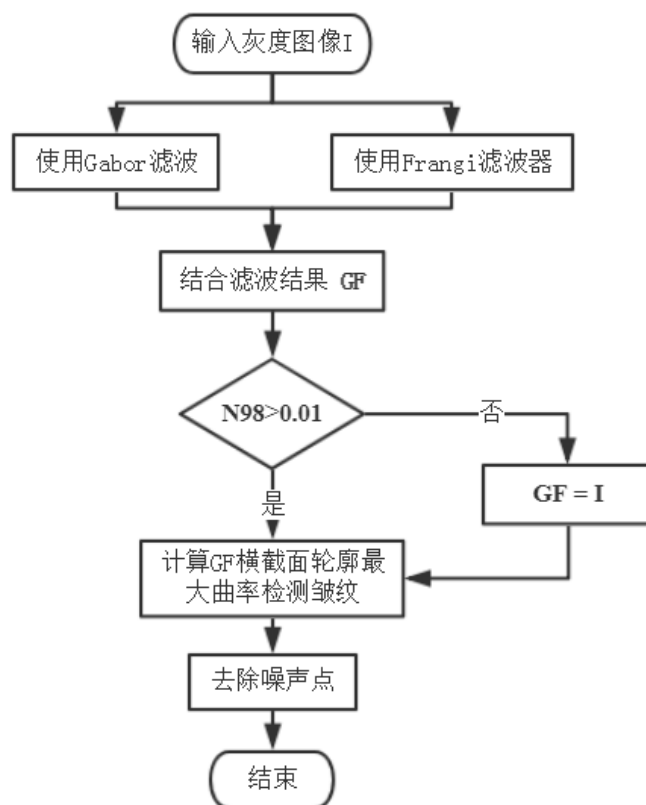 输入灰度图像I
使用Gabor滤波
使用Frangi滤波器
结合滤波结果 GF
N98>0.01
否
GF = I
是
计算GF横截面轮廓最
大曲率检测皱纹
去除噪声点
结束